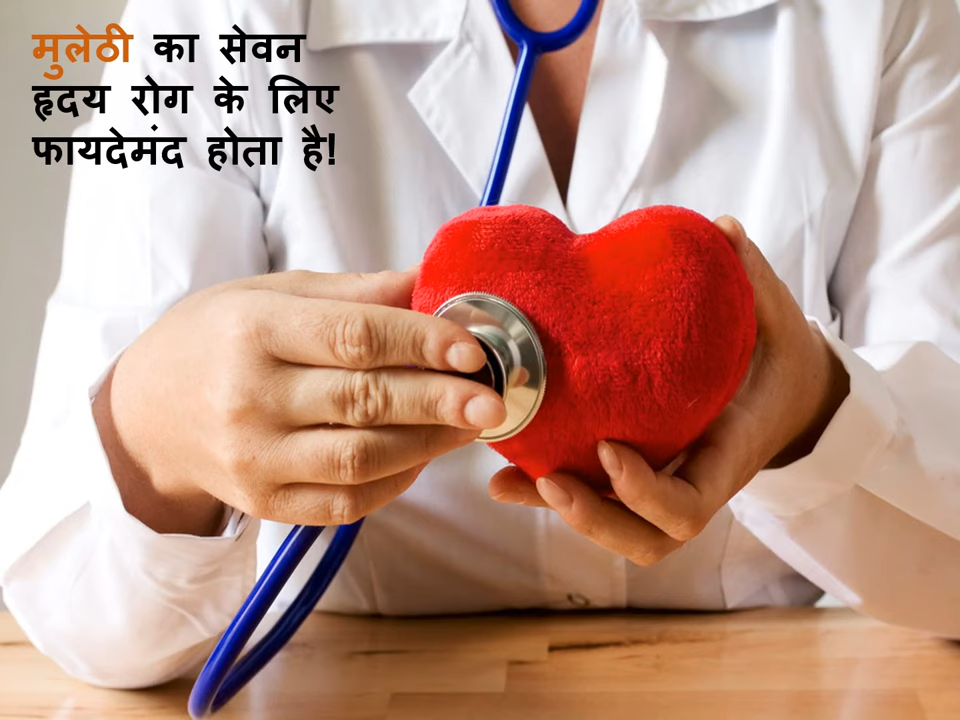 मुलेठी का सेवन
हृदय रोग के लिए
फायदेमंद होता है!